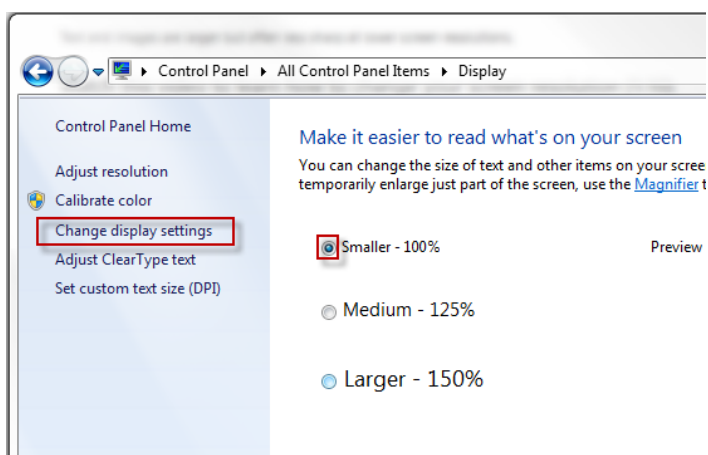 Control Panel All Control Panel Items Display
Control Panel Home
Adjust resolution
Calibrate color
Change display settings
Adjust ClearType text
Set custom text size (DPI)
Make it easier to read what's on your screen
You can change the size of text and other items on your scree
temporarily enlarge just part of the screen, use the Magnifier t
Smaller - 100% Preview
Medium - 125%
Larger - 150%